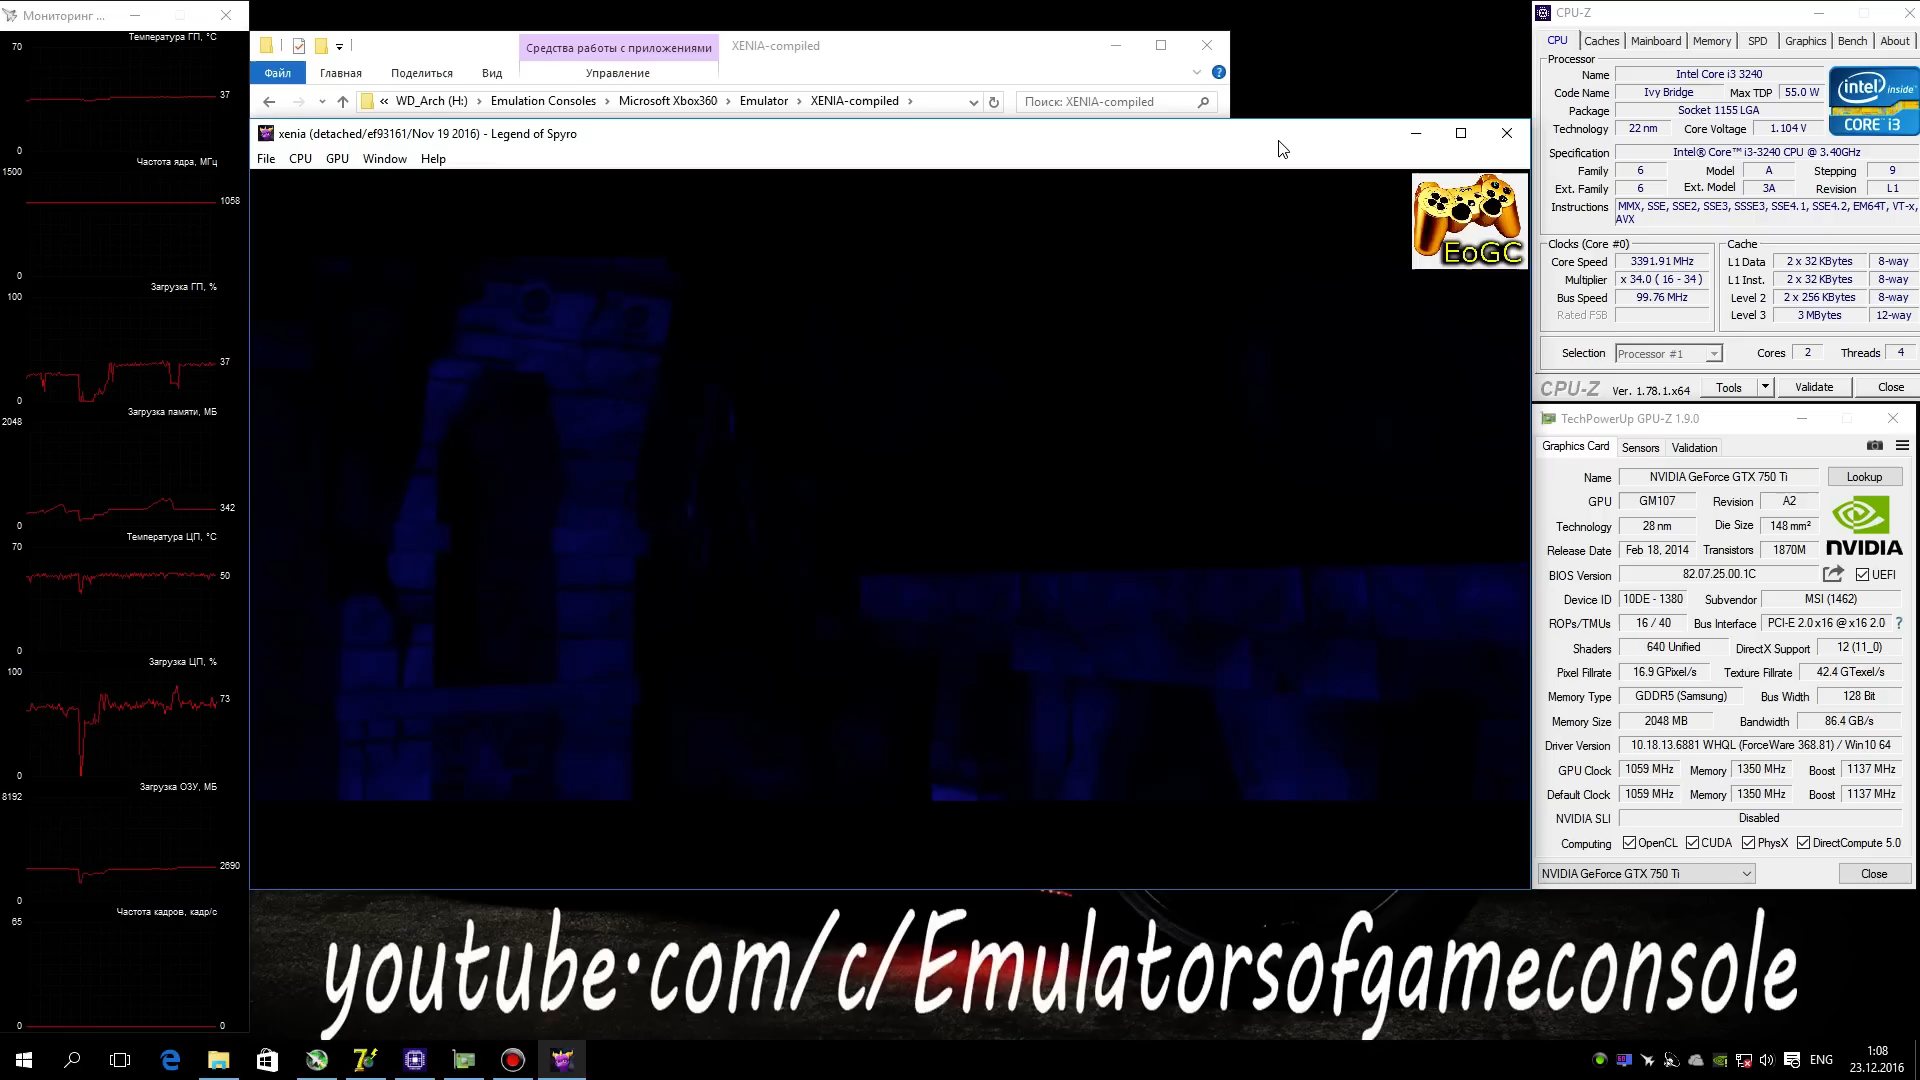 Мониторинг ...
Температура ГП, °C
70
37
0
Частота ядра, МГц
1500
1058
0
Загрузка ГП, %
100
37
0
Загрузка памяти, МБ
2048
342
0
Температура ЦП, °C
70
50
0
Загрузка ЦП, %
100
73
0
Загрузка ОЗУ, МБ
8192
2690
0
Частота кадров, кадр/с
65
0
0
Средства работы с приложениями
XENIA-compiled
Файл
Главная
Поделиться
Вид
Управление
« WD_Arch (H:) › Emulation Consoles › Microsoft Xbox360 › Emulator › XENIA-compiled ›
Поиск: XENIA-compiled
xenia (detached/ef93161/Nov 19 2016) - Legend of Spyro
File CPU GPU Window Help
EoGC
CPU-Z
CPU Caches Mainboard Memory SPD Graphics Bench About
Processor
Name Intel Core i3 3240
Code Name Ivy Bridge Max TDP 55.0 W
Package Socket 1155 LGA
Technology 22 nm Core Voltage 1.104 V
intel inside™
CORE i3
Specification Intel® Core™ i3-3240 CPU @ 3.40GHz
Family 6 Model A Stepping 9
Ext. Family 6 Ext. Model 3A Revision L1
Instructions MMX, SSE, SSE2, SSE3, SSSE3, SSE4.1, SSE4.2, EM64T, VT-x,
AVX
Clocks (Core #0)
Core Speed 3391.91 MHz
Multiplier x 34.0 ( 16 - 34 )
Bus Speed 99.76 MHz
Rated FSB
Cache
L1 Data 2 x 32 KBytes 8-way
L1 Inst. 2 x 32 KBytes 8-way
Level 2 2 x 256 KBytes 8-way
Level 3 3 MBytes 12-way
Selection Processor #1 Cores 2 Threads 4
CPU-Z Ver. 1.78.1.x64 Tools Validate Close
TechPowerUp GPU-Z 1.9.0
Graphics Card Sensors Validation
Name NVIDIA GeForce GTX 750 Ti Lookup
GPU GM107 Revision A2
Technology 28 nm Die Size 148 mm²
Release Date Feb 18, 2014 Transistors 1870M
NVIDIA
BIOS Version 82.07.25.00.1C UEFI
Device ID 10DE - 1380 Subvendor MSI (1462)
ROPs/TMUs 16 / 40 Bus Interface PCI-E 2.0 x16 @ x16 2.0 ?
Shaders 640 Unified DirectX Support 12 (11_0)
Pixel Fillrate 16.9 GPixel/s Texture Fillrate 42.4 GTexel/s
Memory Type GDDR5 (Samsung) Bus Width 128 Bit
Memory Size 2048 MB Bandwidth 86.4 GB/s
Driver Version 10.18.13.6881 WHQL (ForceWare 368.81) / Win10 64
GPU Clock 1059 MHz Memory 1350 MHz Boost 1137 MHz
Default Clock 1059 MHz Memory 1350 MHz Boost 1137 MHz
NVIDIA SLI Disabled
Computing OpenCL CUDA PhysX DirectCompute 5.0
NVIDIA GeForce GTX 750 Ti Close
youtube.com/c/Emulatorsofgameconsole
ENG
1:08
23.12.2016